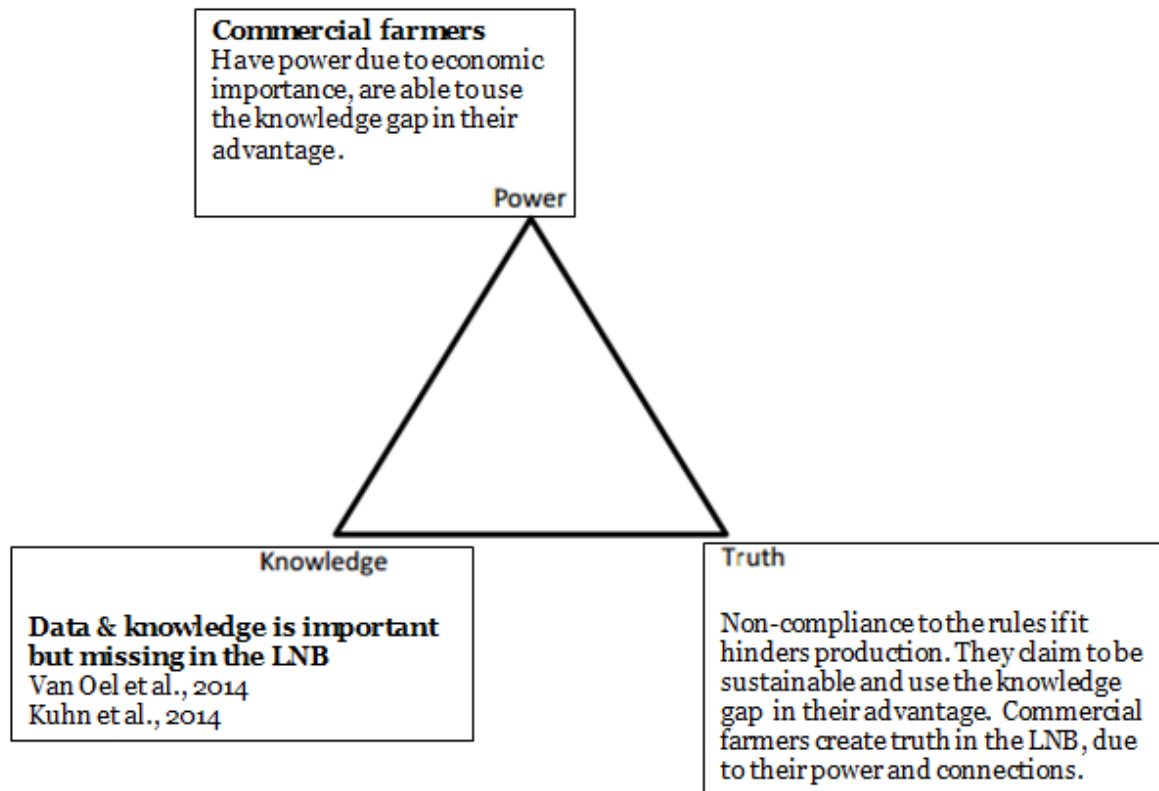 Commercial farmers
Have power due to economic
importance, are able to use
the knowledge gap in their
advantage.
Power
Knowledge
Data & knowledge is important
but missing in the LNB
Van Oel et al., 2014
Kuhn et al., 2014
Truth
Non-compliance to the rules if it
hinders production. They claim to be
sustainable and use the knowledge
gap in their advantage. Commercial
farmers create truth in the LNB, due
to their power and connections.